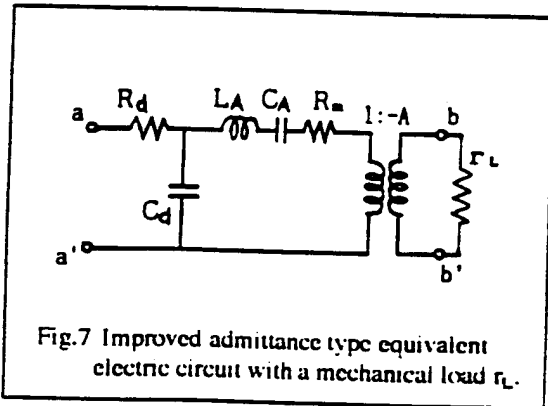 a
Rd
LA
CA
Rm
1:-A
b
rL
Cd
a'
b'
Fig.7 Improved admittance type equivalent
electric circuit with a mechanical load rL.